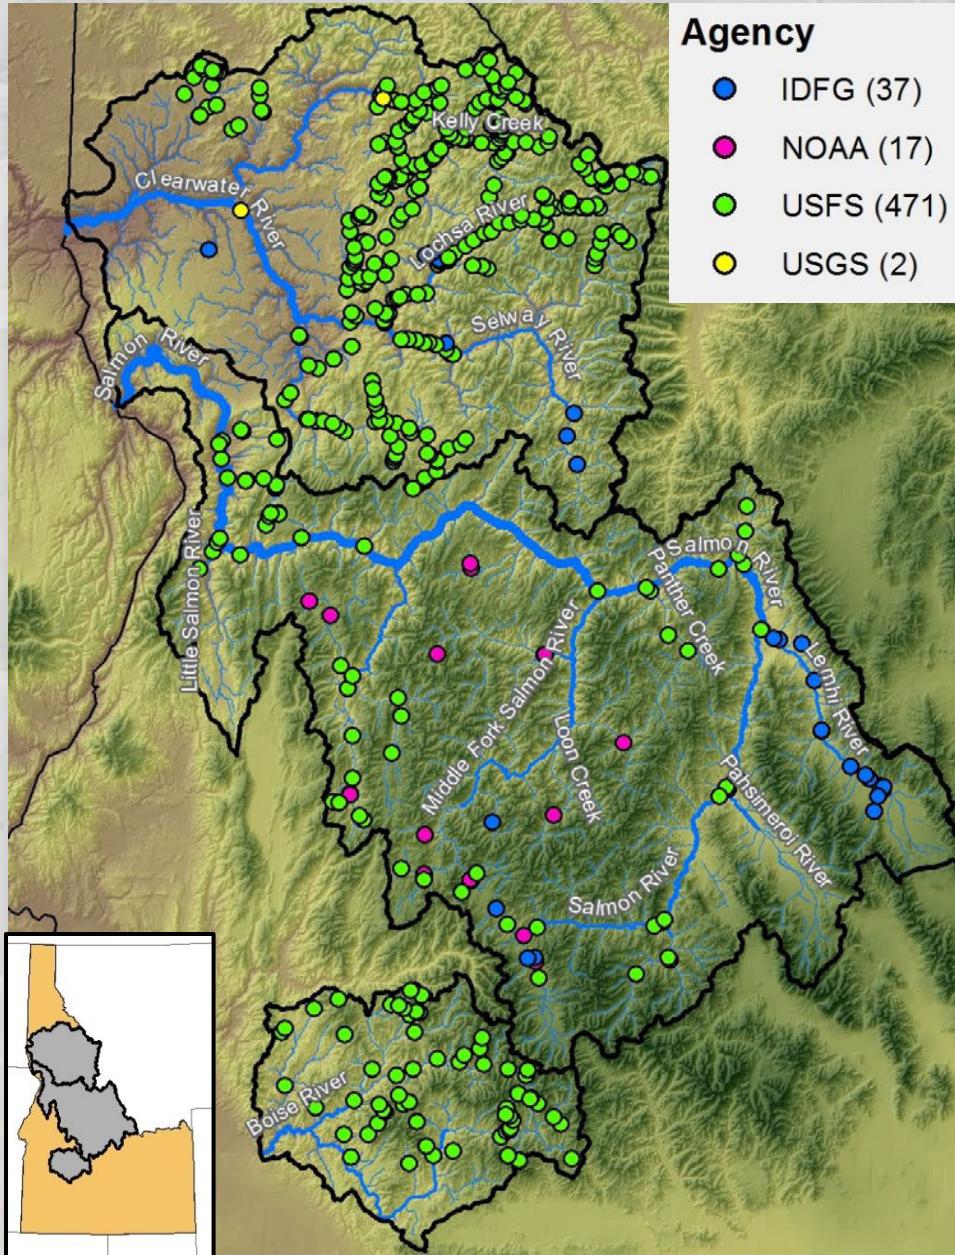 Agency
IDFG (37)
NOAA (17)
USFS (471)
USGS (2)
Kelly Creek
Clearwater River
Lochsa River
Selway River
Salmon River
Little Salmon River
Salmon River
Panther Creek
Middle Fork Salmon River
Lemhi River
Loon Creek
Pahsimeroi River
Salmon River
Boise River